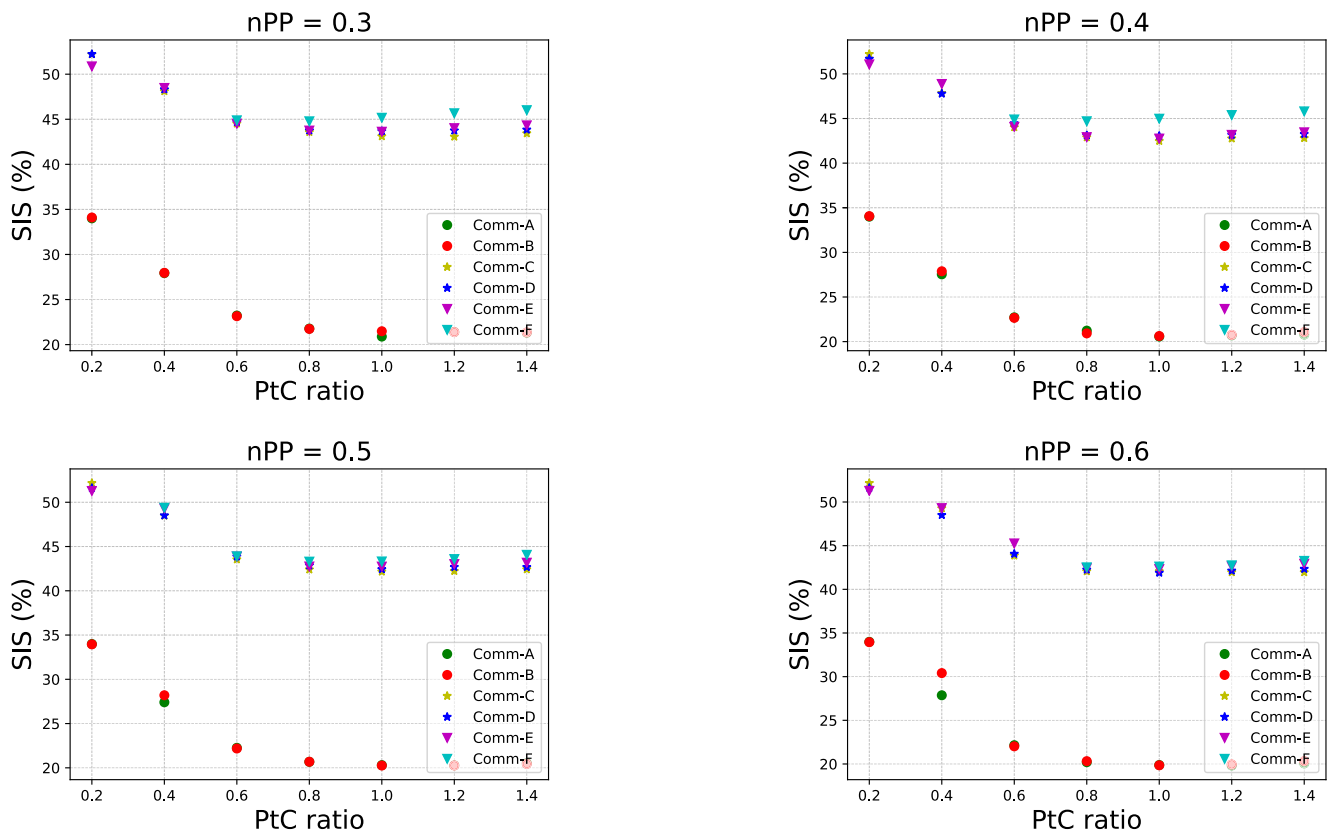 nPP = 0.3
SIS (%)
50
45
40
35
30
25
20
Comm-A
Comm-B
Comm-C
Comm-D
Comm-E
Comm-F
0.2 0.4 0.6 0.8 1.0 1.2 1.4
PtC ratio
nPP = 0.4
SIS (%)
50
45
40
35
30
25
20
Comm-A
Comm-B
Comm-C
Comm-D
Comm-E
Comm-F
0.2 0.4 0.6 0.8 1.0 1.2 1.4
PtC ratio
nPP = 0.5
SIS (%)
50
45
40
35
30
25
20
Comm-A
Comm-B
Comm-C
Comm-D
Comm-E
Comm-F
0.2 0.4 0.6 0.8 1.0 1.2 1.4
PtC ratio
nPP = 0.6
SIS (%)
50
45
40
35
30
25
20
Comm-A
Comm-B
Comm-C
Comm-D
Comm-E
Comm-F
0.2 0.4 0.6 0.8 1.0 1.2 1.4
PtC ratio